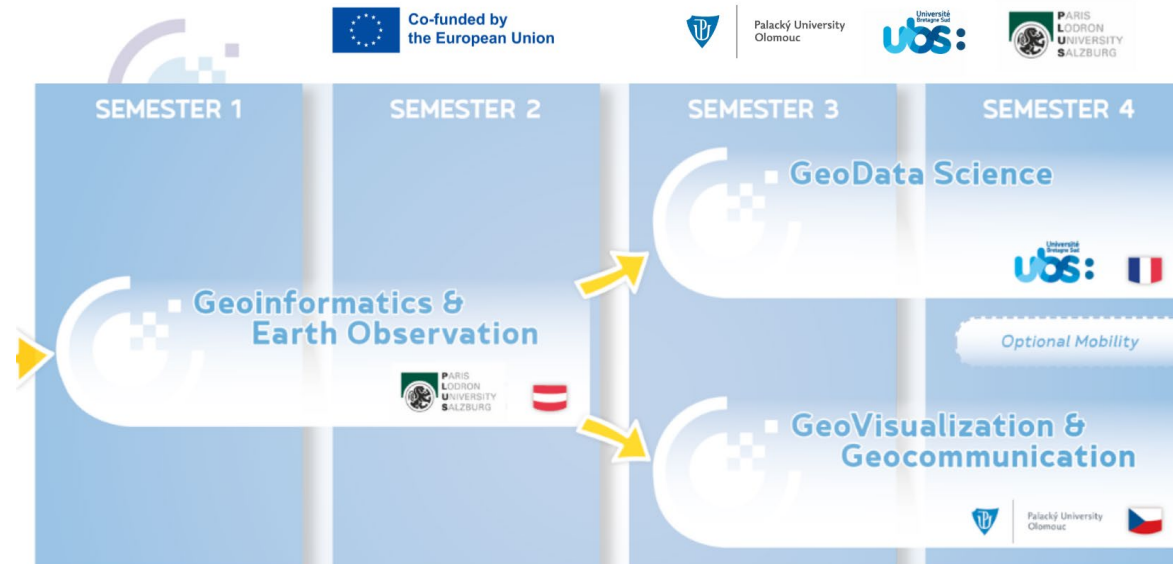 Co-funded by
the European Union
Palacký University
Olomouc
Université
Bretagne Sud
ubs:
PARIS
LODRON
UNIVERSITY
SALZBURG
SEMESTER 1
SEMESTER 2
SEMESTER 3
SEMESTER 4
GeoData Science
Université
Bretagne Sud
ubs:
Geoinformatics &
Earth Observation
PARIS
LODRON
UNIVERSITY
SALZBURG
Optional Mobility
GeoVisualization &
Geocommunication
Palacký University
Olomouc